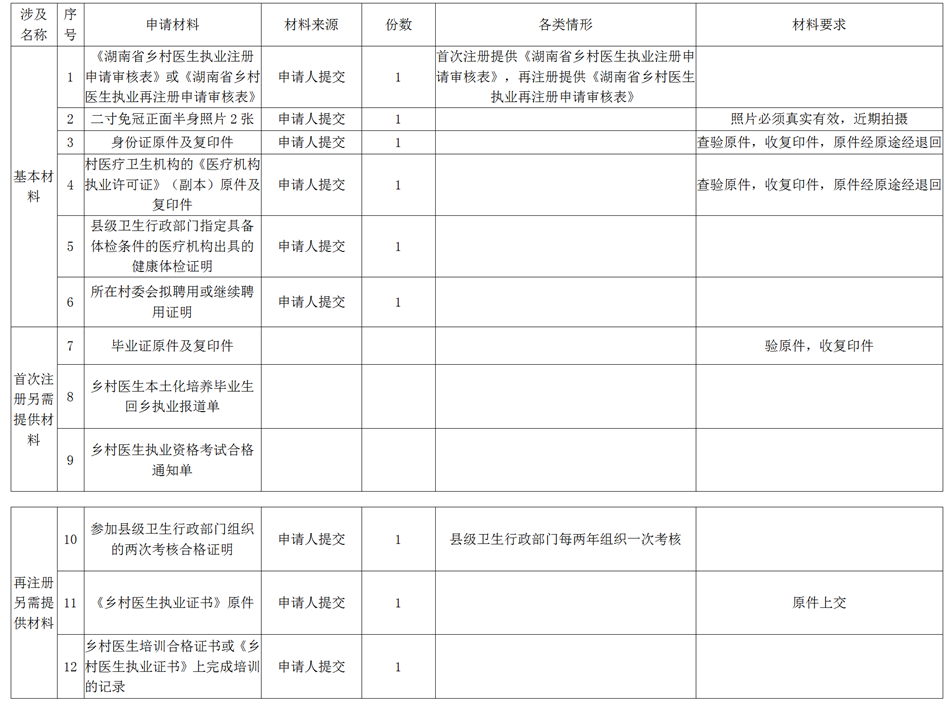 涉及
名称
序
号
申请材料
材料来源
份数
各类情形
材料要求
基本材
料
1
《湖南省乡村医生执业注册
申请审核表》或《湖南省乡村
医生执业再注册申请审核表》
申请人提交
1
首次注册提供《湖南省乡村医生执业注册申
请审核表》，再注册提供《湖南省乡村医生
执业再注册申请审核表》
2
二寸免冠正面半身照片 2 张
申请人提交
1
照片必须真实有效，近期拍摄
3
身份证原件及复印件
申请人提交
1
查验原件，收复印件，原件经原途经退回
4
村医疗卫生机构的《医疗机构
执业许可证》（副本）原件及
复印件
申请人提交
1
查验原件，收复印件，原件经原途经退回
5
县级卫生行政部门指定具备
体检条件的医疗机构出具的
健康体检证明
申请人提交
1
6
所在村委会拟聘用或继续聘
用证明
申请人提交
1
首次注
册另需
提供材
料
7
毕业证原件及复印件
验原件，收复印件
8
乡村医生本土化培养毕业生
回乡执业报道单
9
乡村医生执业资格考试合格
通知单
再注册
另需提
供材料
10
参加县级卫生行政部门组织
的两次考核合格证明
申请人提交
1
县级卫生行政部门每两年组织一次考核
11
《乡村医生执业证书》原件
申请人提交
1
原件上交
12
乡村医生培训合格证书或《乡
村医生执业证书》上完成培训
的记录
申请人提交
1